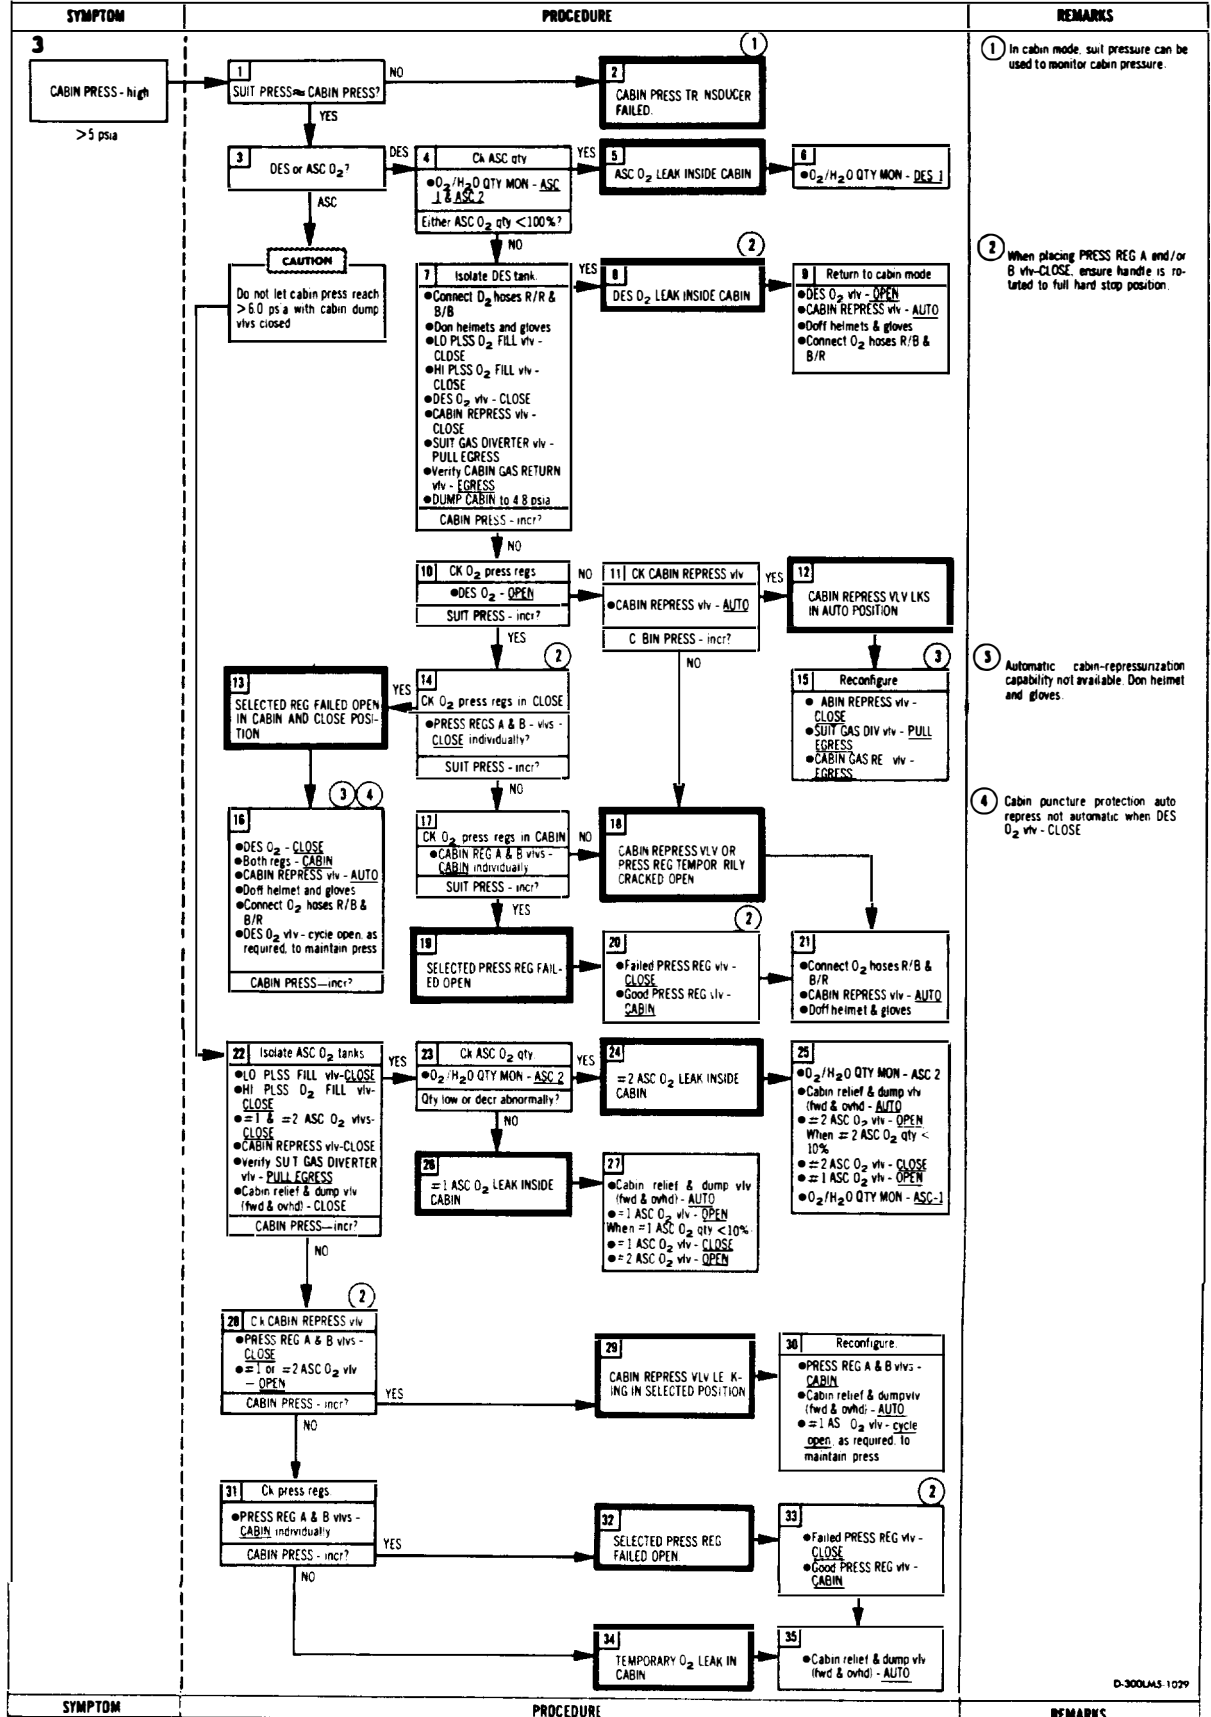 SYMPTOM
PROCEDURE
REMARKS
3
CABIN PRESS - high
>5 psia
1
SUIT PRESS≈ CABIN PRESS?
NO
YES
1
2
CABIN PRESS TR NSDUCER
FAILED.
3
DES or ASC O2?
DES
ASC
4
Ck ASC qty
●O2/H2O QTY MON - ASC
1 & ASC 2
Either ASC O2 qty <100%?
YES
NO
5
ASC O2 LEAK INSIDE CABIN
6
●O2/H2O QTY MON - DES 1
CAUTION
Do not let cabin press reach
>6.0 psia with cabin dump
vlvs closed
7
Isolate DES tank.
●Connect O2 hoses R/R &
B/B
●Don helmets and gloves
●LO PLSS O2 FILL vlv -
CLOSE
●HI PLSS O2 FILL vlv -
CLOSE
●DES O2 vlv - CLOSE
●CABIN REPRESS vlv -
CLOSE
●SUIT GAS DIVERTER vlv -
PULL EGRESS
●Verify CABIN GAS RETURN
vlv - EGRESS
●DUMP CABIN to 4.8 psia
CABIN PRESS - incr?
YES
NO
2
8
DES O2 LEAK INSIDE CABIN
9
Return to cabin mode
●DES O2 vlv - OPEN
●CABIN REPRESS vlv - AUTO
●Doff helmets & gloves
●Connect O2 hoses R/B &
B/R
10
CK O2 press regs
●DES O2 - OPEN
SUIT PRESS - incr?
NO
YES
11
CK CABIN REPRESS vlv
●CABIN REPRESS vlv - AUTO
C BIN PRESS - incr?
YES
NO
12
CABIN REPRESS VLV LKS
IN AUTO POSITION
13
SELECTED REG FAILED OPEN
IN CABIN AND CLOSE POSI-
TION
2
14
CK O2 press regs in CLOSE
●PRESS REGS A & B - vlvs -
CLOSE individually?
SUIT PRESS - incr?
YES
NO
3
15
Reconfigure
● ABIN REPRESS vlv -
CLOSE
●SUIT GAS DIV vlv - PULL
EGRESS
●CABIN GAS RE vlv -
EGRESS
3
4
16
●DES O2 - CLOSE
●Both regs - CABIN
●CABIN REPRESS vlv - AUTO
●Doff helmet and gloves
●Connect O2 hoses R/B &
B/R
●DES O2 vlv - cycle open, as
required, to maintain press
CABIN PRESS—incr?
17
CK O2 press regs in CABIN
●CABIN REG A & B vlvs -
CABIN individually
SUIT PRESS - incr?
NO
YES
18
CABIN REPRESS VLV OR
PRESS REG TEMPOR RILY
CRACKED OPEN
19
SELECTED PRESS REG FAIL-
ED OPEN
2
20
●Failed PRESS REG vlv -
CLOSE
●Good PRESS REG vlv -
CABIN
21
●Connect O2 hoses R/B &
B/R
●CABIN REPRESS vlv - AUTO
●Doff helmet & gloves
22
Isolate ASC O2 tanks
●LO PLSS FILL vlv-CLOSE
●HI PLSS O2 FILL vlv-
CLOSE
●=1 & =2 ASC O2 vlvs-
CLOSE
●CABIN REPRESS vlv-CLOSE
●Verify SU T GAS DIVERTER
vlv - PULL EGRESS
●Cabin relief & dump vlv
(fwd & ovhd) - CLOSE
CABIN PRESS—incr?
YES
NO
23
Ck ASC O2 qty.
●O2/H2O QTY MON - ASC 2
Qty low or decr abnormally?
YES
NO
24
=2 ASC O2 LEAK INSIDE
CABIN
25
●O2/H2O QTY MON - ASC 2
●Cabin relief & dump vlv
(fwd & ovhd - AUTO
●=2 ASC O2 vlv - OPEN
When =2 ASC O2 qty <
10%
●=2 ASC O2 vlv - CLOSE
●=1 ASC O2 vlv - OPEN
●O2/H2O QTY MON - ASC-1
26
=1 ASC O2 LEAK INSIDE
CABIN
27
●Cabin relief & dump vlv
(fwd & ovhd) - AUTO
●=1 ASC O2 vlv - OPEN
When =1 ASC O2 qty <10%
●=1 ASC O2 vlv - CLOSE
●=2 ASC O2 vlv - OPEN
2
28
Ck CABIN REPRESS vlv
●PRESS REG A & B vlvs -
CLOSE
●=1 or =2 ASC O2 vlv
— OPEN
CABIN PRESS - incr?
YES
NO
29
CABIN REPRESS VLV LE K-
ING IN SELECTED POSITION
30
Reconfigure.
●PRESS REG A & B vlvs -
CABIN
●Cabin relief & dumpvlv
(fwd & ovhd) - AUTO
●=1 AS O2 vlv - cycle
open, as required, to
maintain press
31
Ck press regs
●PRESS REG A & B vlvs -
CABIN individually
CABIN PRESS - incr?
YES
NO
32
SELECTED PRESS REG
FAILED OPEN.
2
33
●Failed PRESS REG vlv -
CLOSE
●Good PRESS REG vlv -
CABIN
34
TEMPORARY O2 LEAK IN
CABIN
35
●Cabin relief & dump vlv
(fwd & ovhd) - AUTO
1 In cabin mode, suit pressure can be
used to monitor cabin pressure.
2 When placing PRESS REG A and/or
B vlv-CLOSE, ensure handle is ro-
tated to full hard stop position.
3 Automatic cabin-repressurization
capability not available. Don helmet
and gloves.
4 Cabin puncture protection auto
repress not automatic when DES
O2 vlv - CLOSE
D-300LM5-1029
SYMPTOM
PROCEDURE
REMARKS